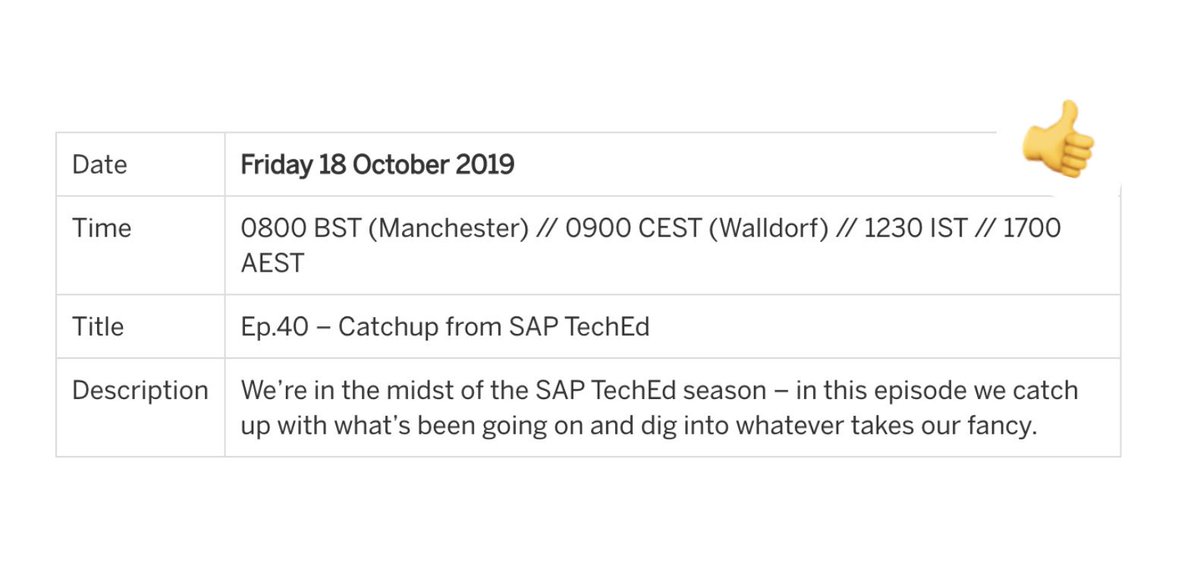 Date
Friday 18 October 2019
Time
0800 BST (Manchester) // 0900 CEST (Walldorf) // 1230 IST // 1700
AEST
Title
Ep.40 – Catchup from SAP TechEd
Description
We’re in the midst of the SAP TechEd season – in this episode we catch
up with what’s been going on and dig into whatever takes our fancy.